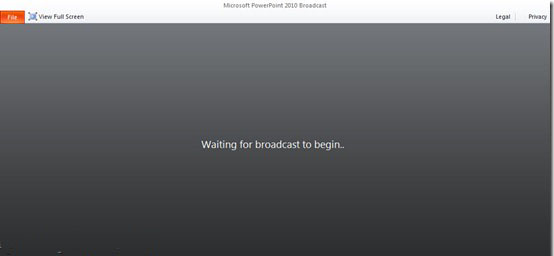 Microsoft PowerPoint 2010 Broadcast
File View Full Screen Legal Privacy
Waiting for broadcast to begin..